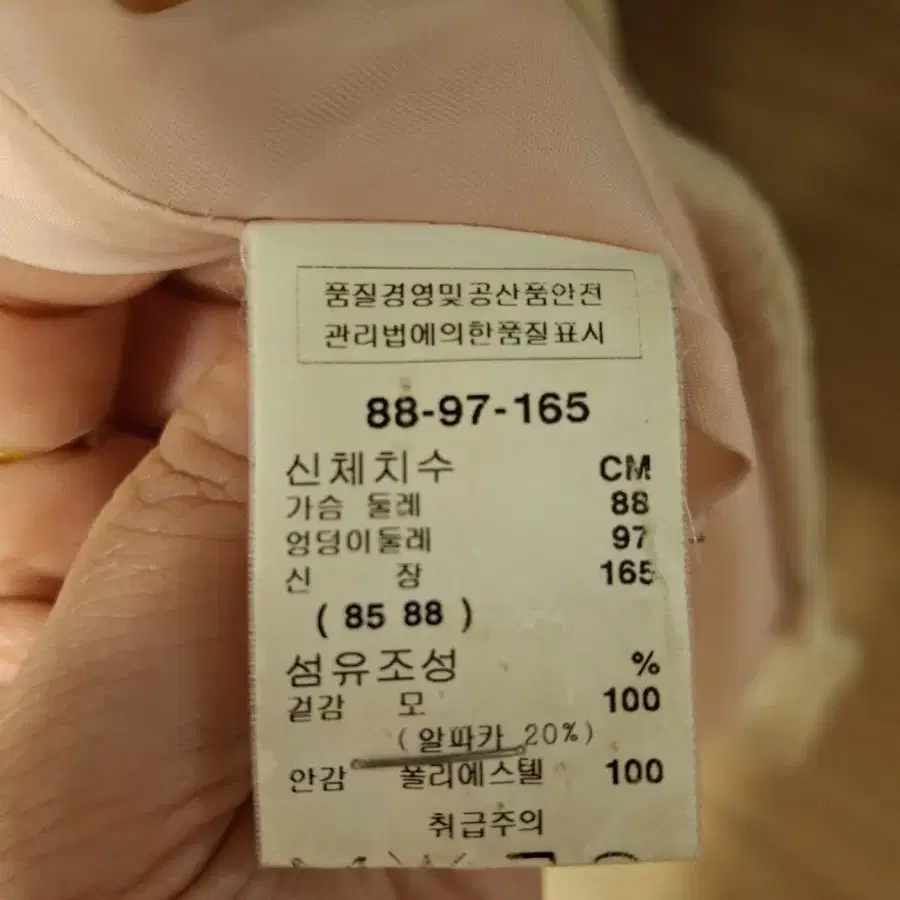 품질경영및공산품안전
관리법에의한품질표시
88-97-165
신체치수 CM
가슴 둘레 88
엉덩이둘레 97
신 장 165
( 85 88 )
섬유조성 %
겉감 모 100
( 알파카 20%)
안감 폴리에스텔 100
취급주의